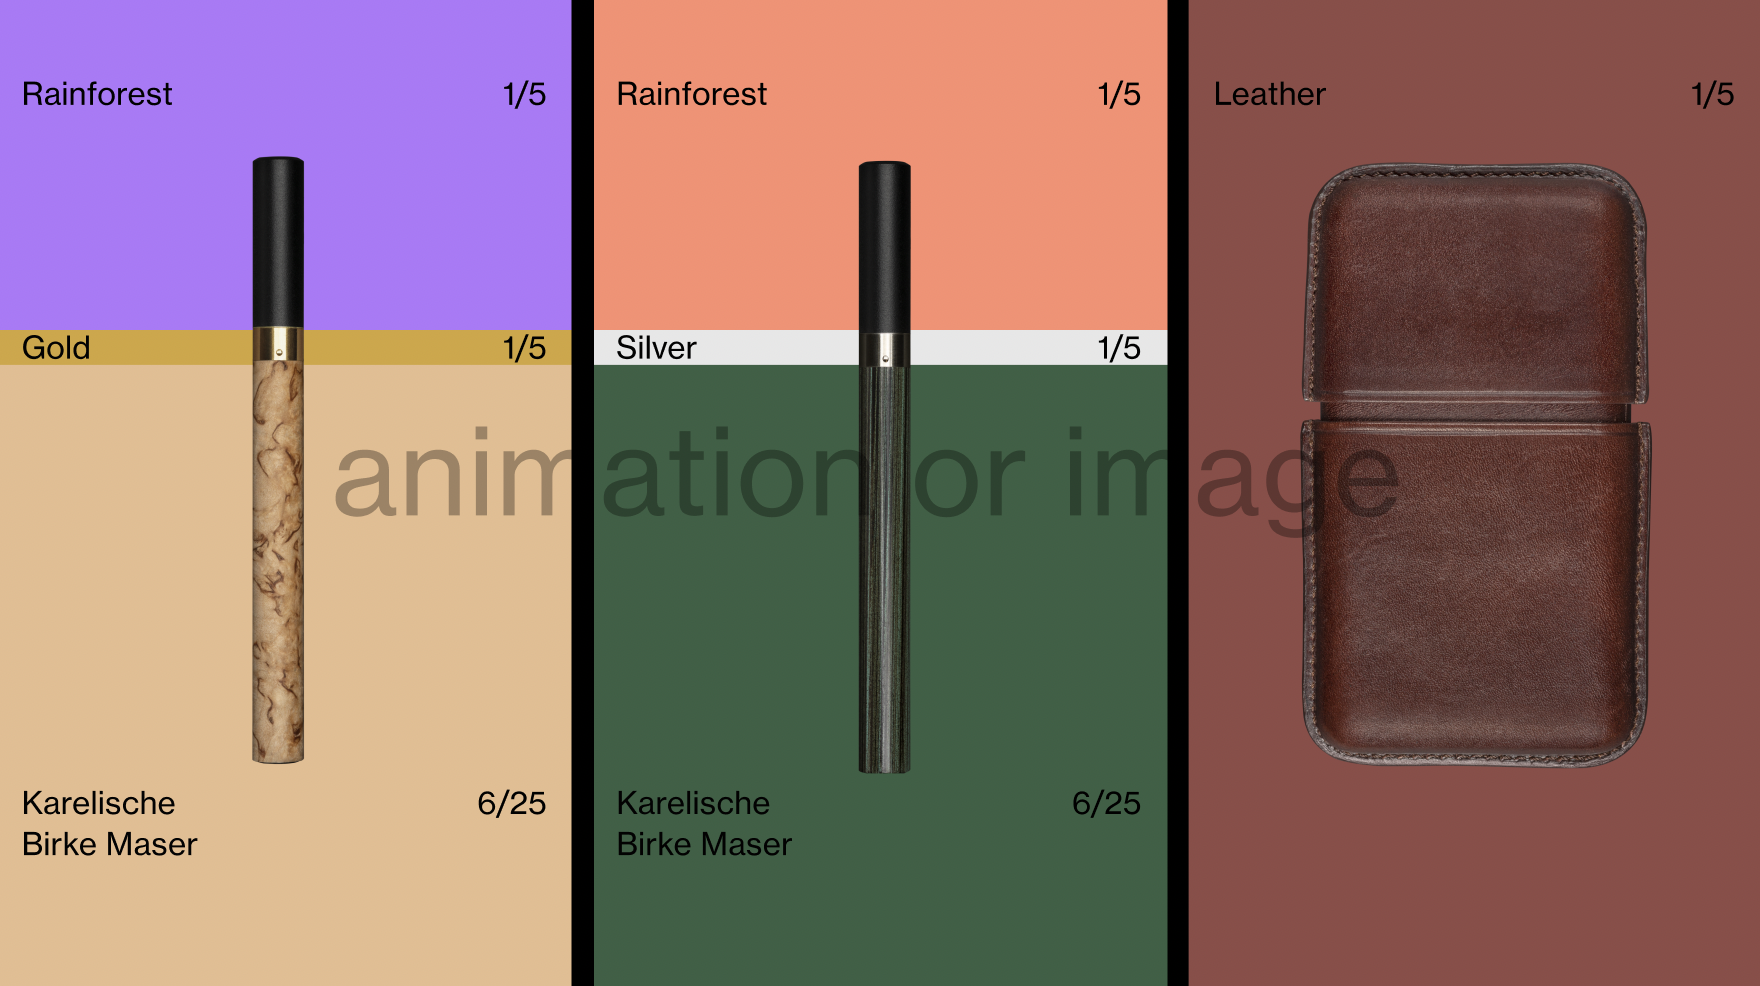 Rainforest 1/5
Gold 1/5
Karelische 6/25
Birke Maser
Rainforest 1/5
Silver 1/5
Karelische 6/25
Birke Maser
Leather 1/5
animation or image